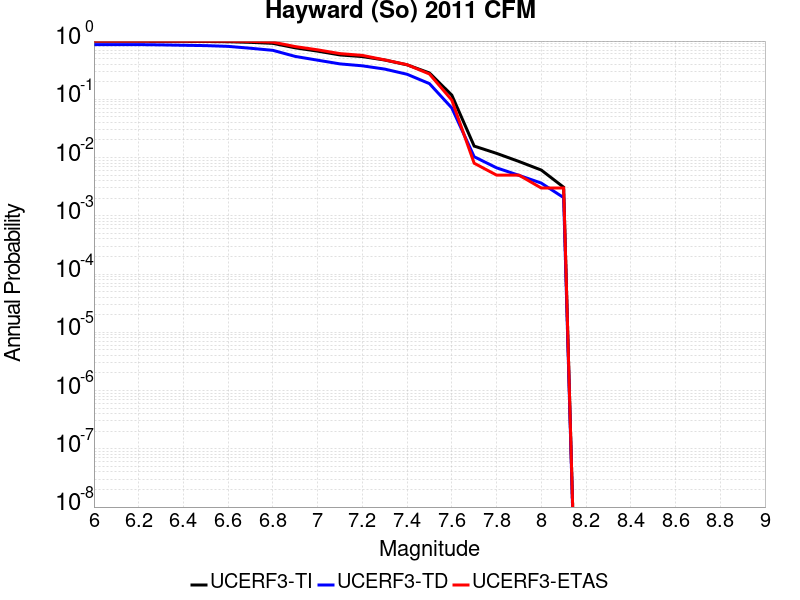 Hayward (So) 2011 CFM
10^0
10^-1
10^-2
10^-3
10^-4
10^-5
10^-6
10^-7
10^-8
Annual Probability
6 6.2 6.4 6.6 6.8 7 7.2 7.4 7.6 7.8 8 8.2 8.4 8.6 8.8 9
Magnitude
UCERF3-TI UCERF3-TD UCERF3-ETAS